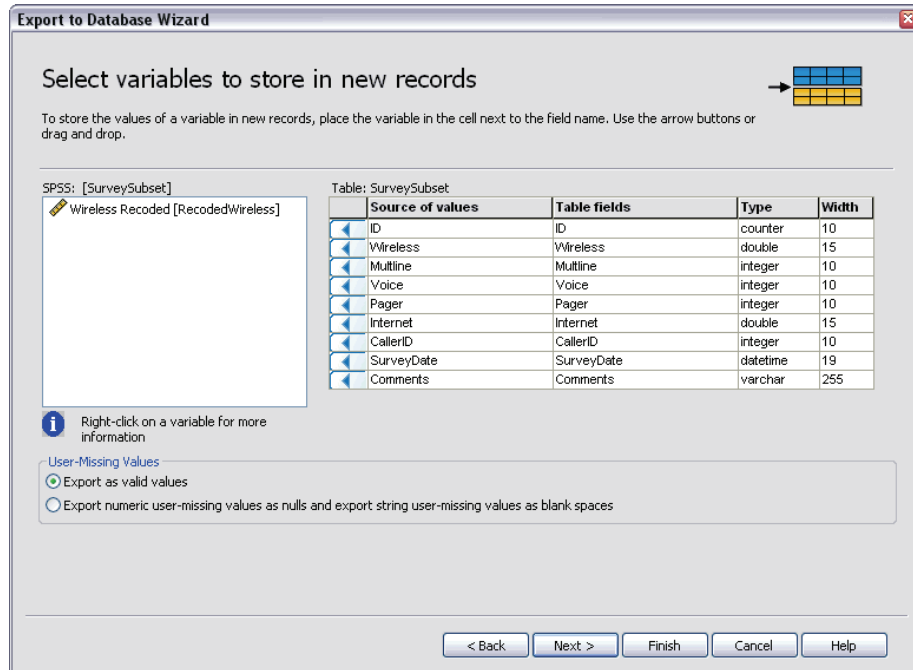 Export to Database Wizard
Select variables to store in new records
To store the values of a variable in new records, place the variable in the cell next to the field name. Use the arrow buttons or
drag and drop.
SPSS: [SurveySubset]
Wireless Recoded [RecodedWireless]
Table: SurveySubset
Source of values Table fields Type Width
ID ID counter 10
Wireless Wireless double 15
Multline Multline integer 10
Voice Voice integer 10
Pager Pager integer 10
Internet Internet double 15
CallerID CallerID integer 10
SurveyDate SurveyDate datetime 19
Comments Comments varchar 255
Right-click on a variable for more
information
User-Missing Values
Export as valid values
Export numeric user-missing values as nulls and export string user-missing values as blank spaces
< Back Next > Finish Cancel Help